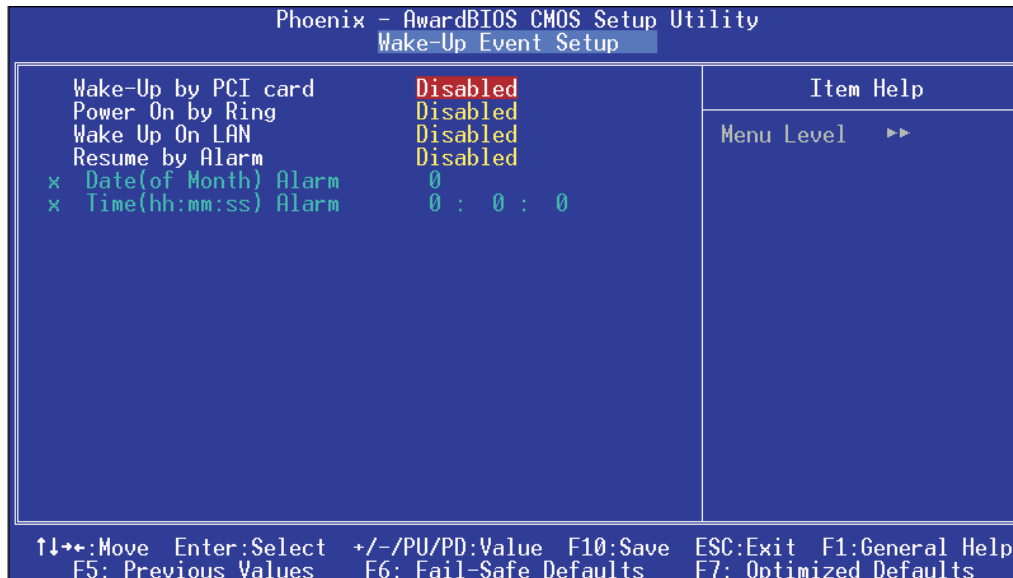 Phoenix - AwardBIOS CMOS Setup Utility
Wake-Up Event Setup
Wake-Up by PCI card Disabled
Power On by Ring Disabled
Wake Up On LAN Disabled
Resume by Alarm Disabled
x Date(of Month) Alarm 0
x Time(hh:mm:ss) Alarm 0 : 0 : 0
Item Help
Menu Level ▶▶
↑↓→←:Move Enter:Select +/-/PU/PD:Value F10:Save ESC:Exit F1:General Help
F5: Previous Values F6: Fail-Safe Defaults F7: Optimized Defaults